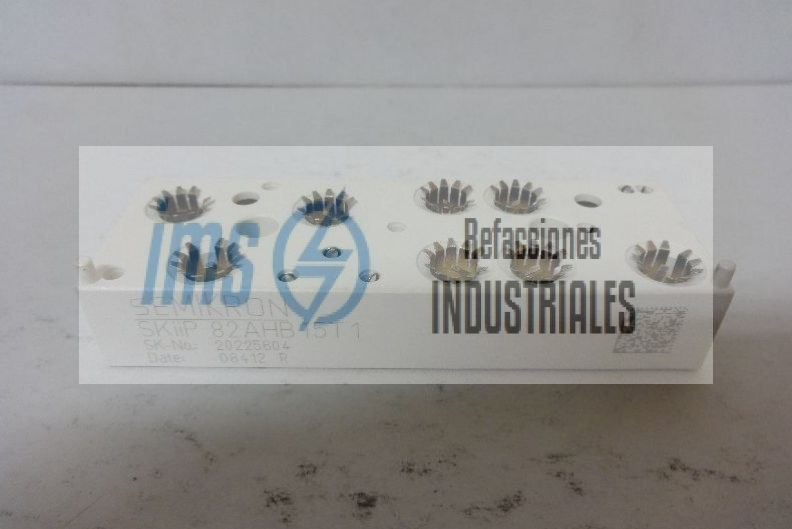 ims
Refacciones
INDUSTRIALES
SEMIKRON
SKiiP 82AHB15T1
SK-No.: 20225604
Date: 08412 R